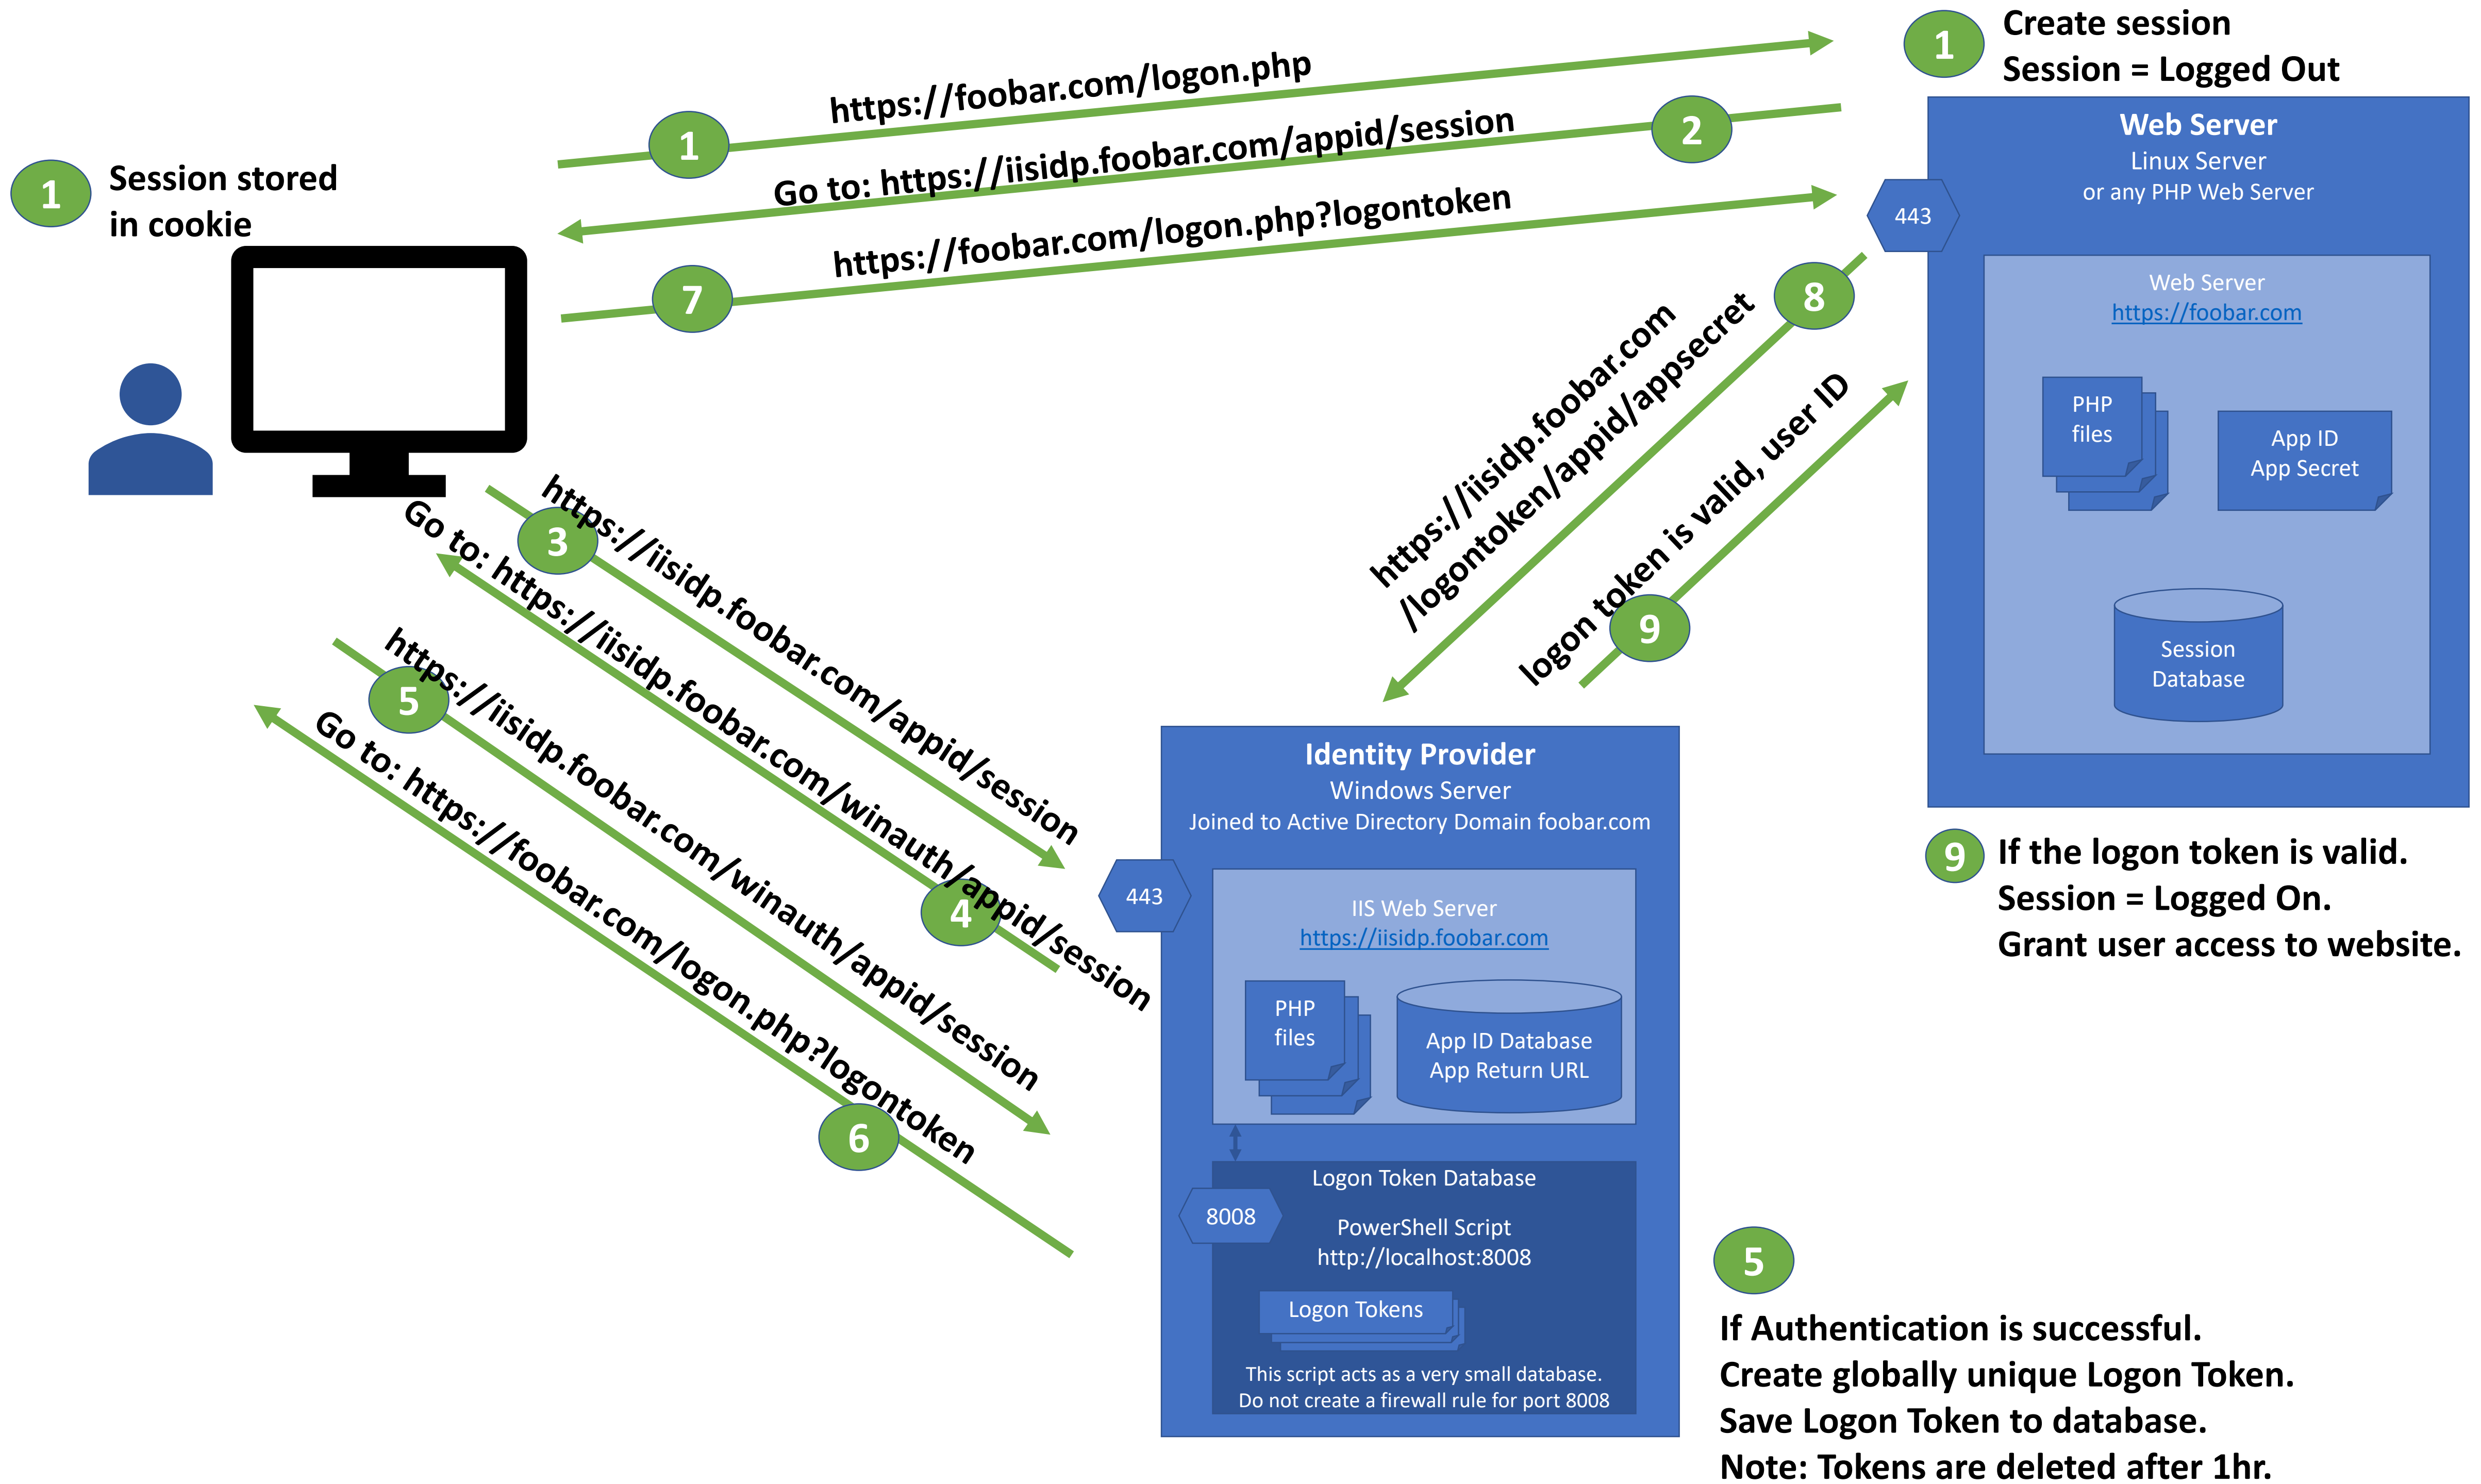 1
Create session
Session = Logged Out
https://foobar.com/logon.php
1
2
Go to: https://iisidp.foobar.com/appid/session
1
Session stored
in cookie
https://foobar.com/logon.php?logontoken
7
Web Server
Linux Server
or any PHP Web Server
443
Web Server
https://foobar.com
PHP
files
App ID
App Secret
Session
Database
8
https://iisidp.foobar.com
/logontoken/appid/appsecret
logon token is valid, user ID
9
3
https://iisidp.foobar.com/appid/session
Go to: https://iisidp.foobar.com/winauth/appid/session
4
5
https://iisidp.foobar.com/winauth/appid/session
Go to: https://foobar.com/logon.php?logontoken
6
Identity Provider
Windows Server
Joined to Active Directory Domain foobar.com
443
IIS Web Server
https://iisidp.foobar.com
PHP
files
App ID Database
App Return URL
Logon Token Database
8008
PowerShell Script
http://localhost:8008
Logon Tokens
This script acts as a very small database.
Do not create a firewall rule for port 8008
9
If the logon token is valid.
Session = Logged On.
Grant user access to website.
5
If Authentication is successful.
Create globally unique Logon Token.
Save Logon Token to database.
Note: Tokens are deleted after 1hr.